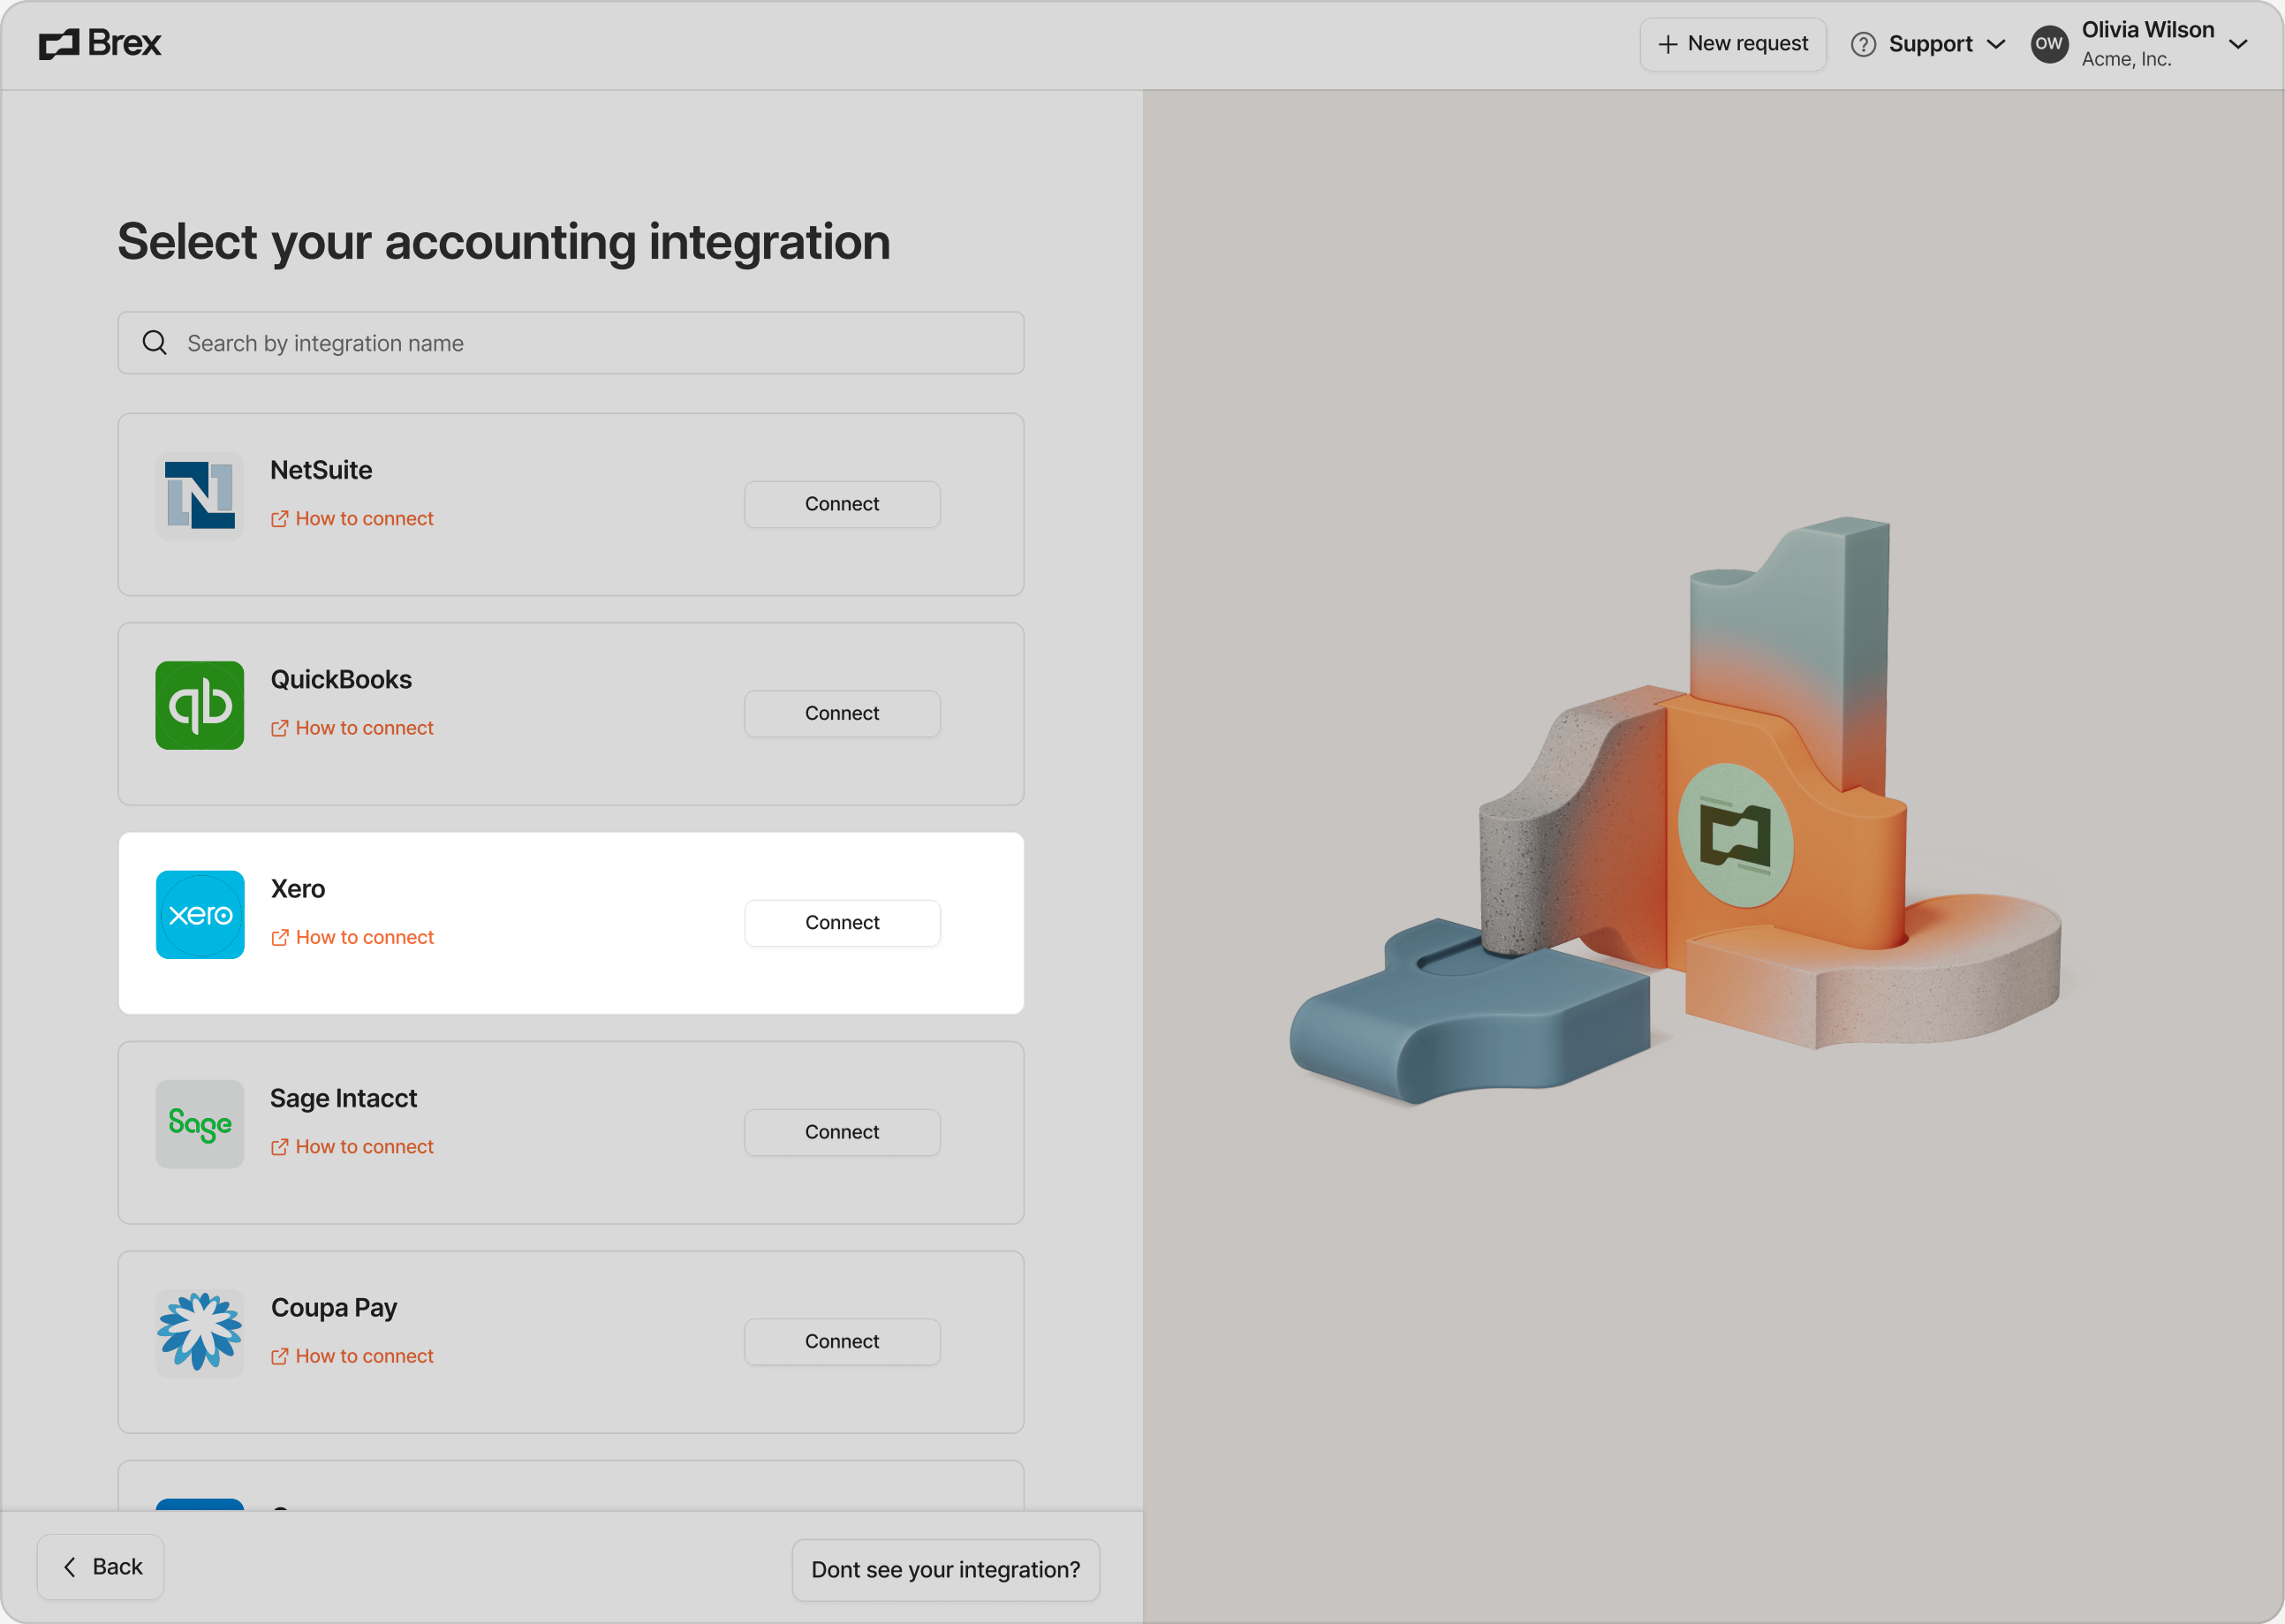 Brex
New request
Support
OW
Olivia Wilson
Acme, Inc.
Select your accounting integration
Search by integration name
N
NetSuite
How to connect
Connect
qb
QuickBooks
How to connect
Connect
xero
Xero
How to connect
Connect
Sage
Sage Intacct
How to connect
Connect
Coupa Pay
How to connect
Connect
Back
Dont see your integration?